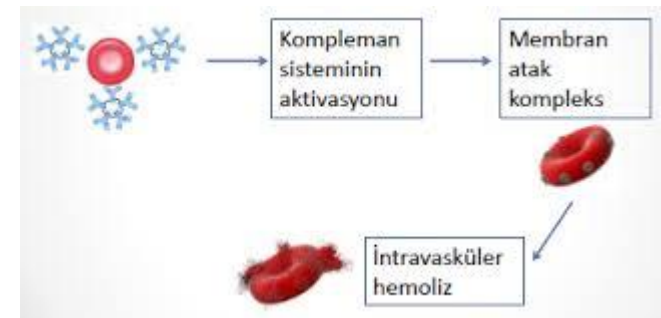 Kompleman
sisteminin
aktivasyonu
Membran
atak
kompleks
İntravasküler
hemoliz